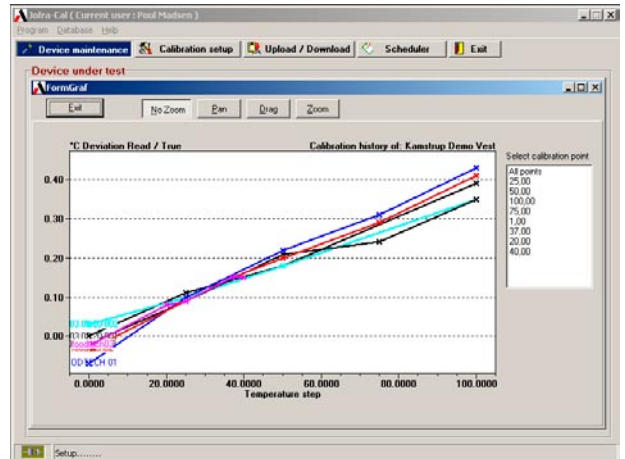 Jofra-Cal ( Current user : Poul Madsen )
Program Database Help
Device maintenance Calibration setup Upload / Download Scheduler Exit
Device under test
FormGraf
Exit No Zoom Pan Drag Zoom
°C Deviation Read / True Calibration history of: Kamstrup Demo Vest
Select calibration point
All points
25,00
50,00
100,00
75,00
1,00
37,00
20,00
40,00
0.40
0.30
0.20
0.10
0.00
0.0000 20.0000 40.0000 60.0000 80.0000 100.0000
Temperature step
Setup........